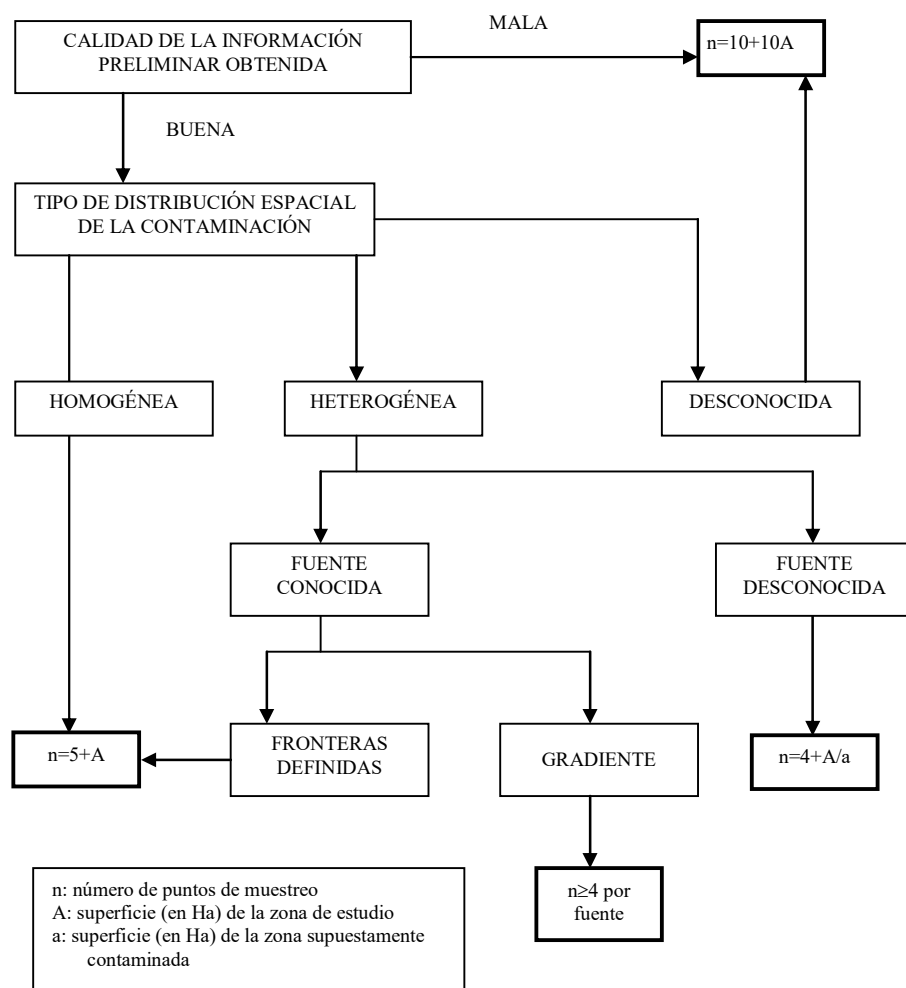 MALA
CALIDAD DE LA INFORMACIÓN
PRELIMINAR OBTENIDA
n=10+10A
BUENA
TIPO DE DISTRIBUCIÓN ESPACIAL
DE LA CONTAMINACIÓN
HOMOGÉNEA
HETEROGÉNEA
DESCONOCIDA
FUENTE
CONOCIDA
FUENTE
DESCONOCIDA
n=5+A
FRONTERAS
DEFINIDAS
GRADIENTE
n=4+A/a
n≥4 por
fuente
n: número de puntos de muestreo
A: superficie (en Ha) de la zona de estudio
a: superficie (en Ha) de la zona supuestamente
contaminada